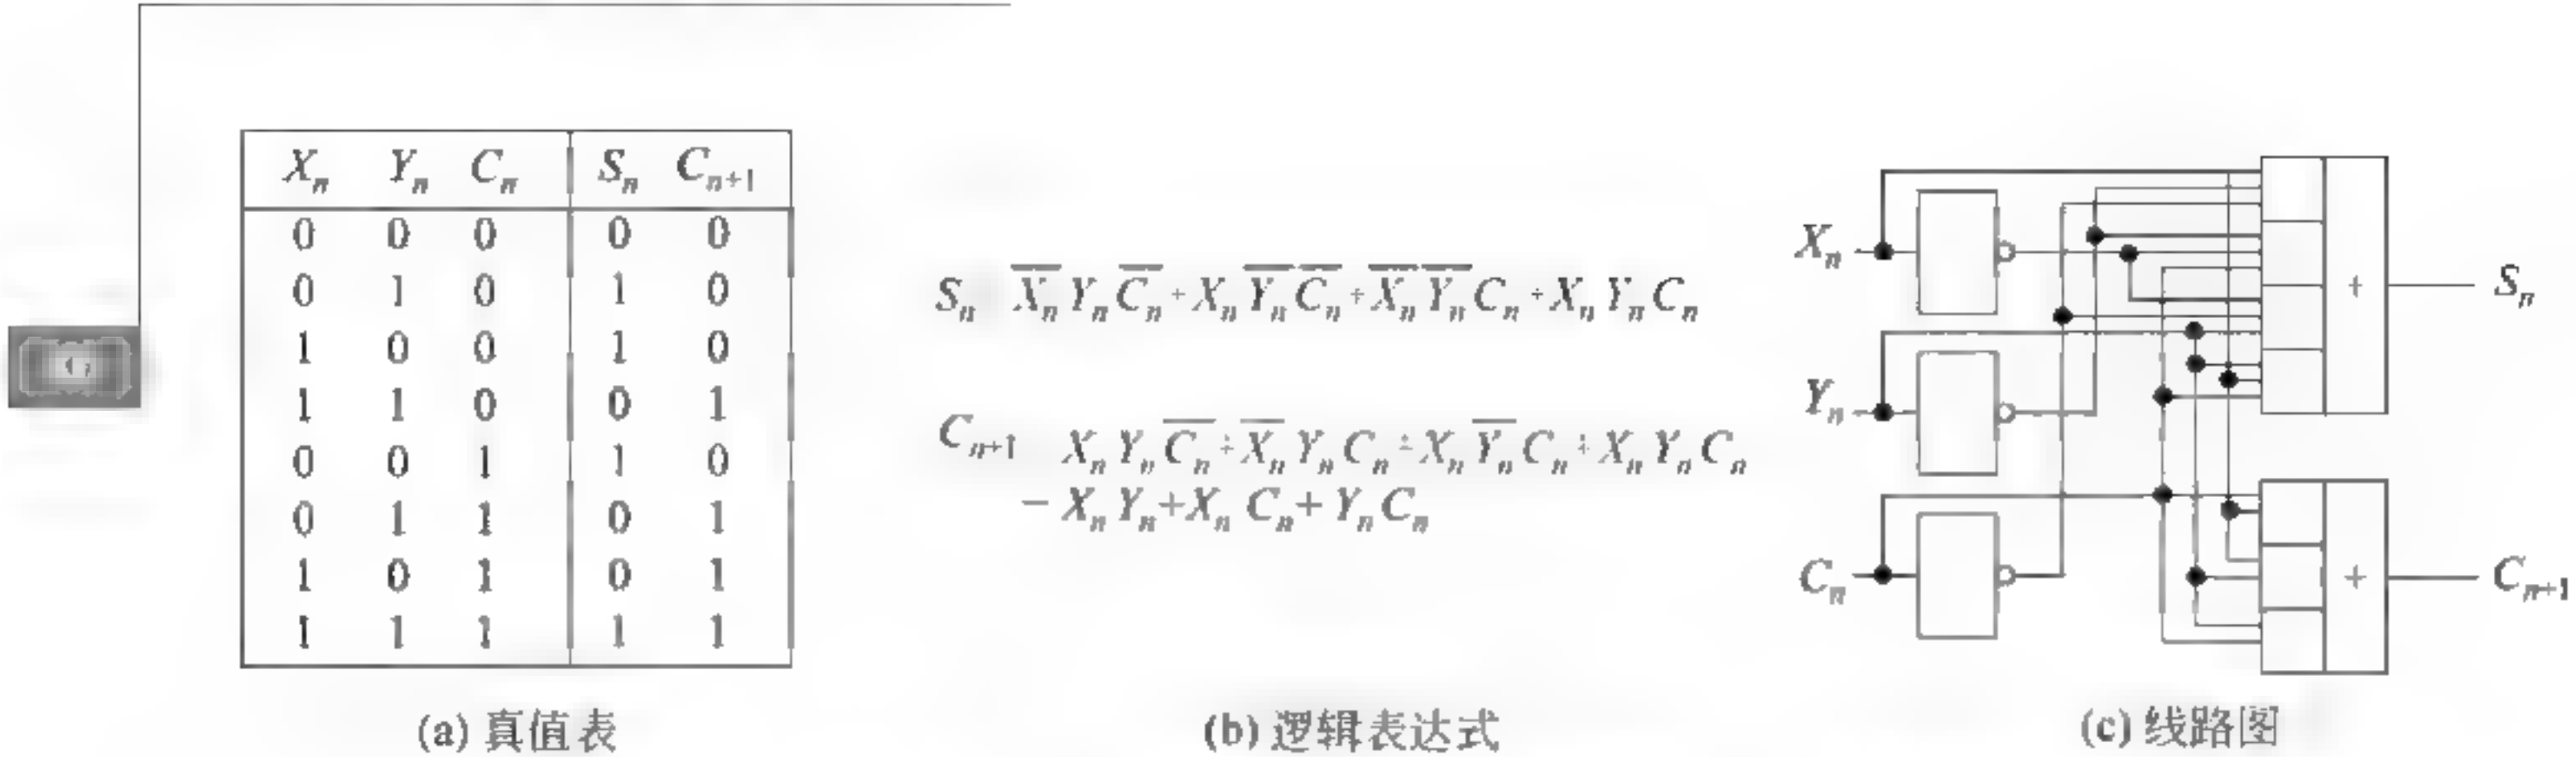 Xₙ Yₙ Cₙ Sₙ Cₙ₊₁
0 0 0 0 0
0 1 0 1 0
1 0 0 1 0
1 1 0 0 1
0 0 1 1 0
0 1 1 0 1
1 0 1 0 1
1 1 1 1 1
(a) 真值表
Sₙ X̅ₙ Yₙ C̅ₙ + Xₙ Y̅ₙ C̅ₙ + X̅ₙ Y̅ₙ Cₙ + Xₙ Yₙ Cₙ
Cₙ₊₁ Xₙ Yₙ C̅ₙ + X̅ₙ Yₙ Cₙ + Xₙ Y̅ₙ Cₙ + Xₙ Yₙ Cₙ
− Xₙ Yₙ + Xₙ Cₙ + Yₙ Cₙ
(b) 逻辑表达式
Xₙ
Yₙ
Cₙ
+
Sₙ
+
Cₙ₊₁
(c) 线路图